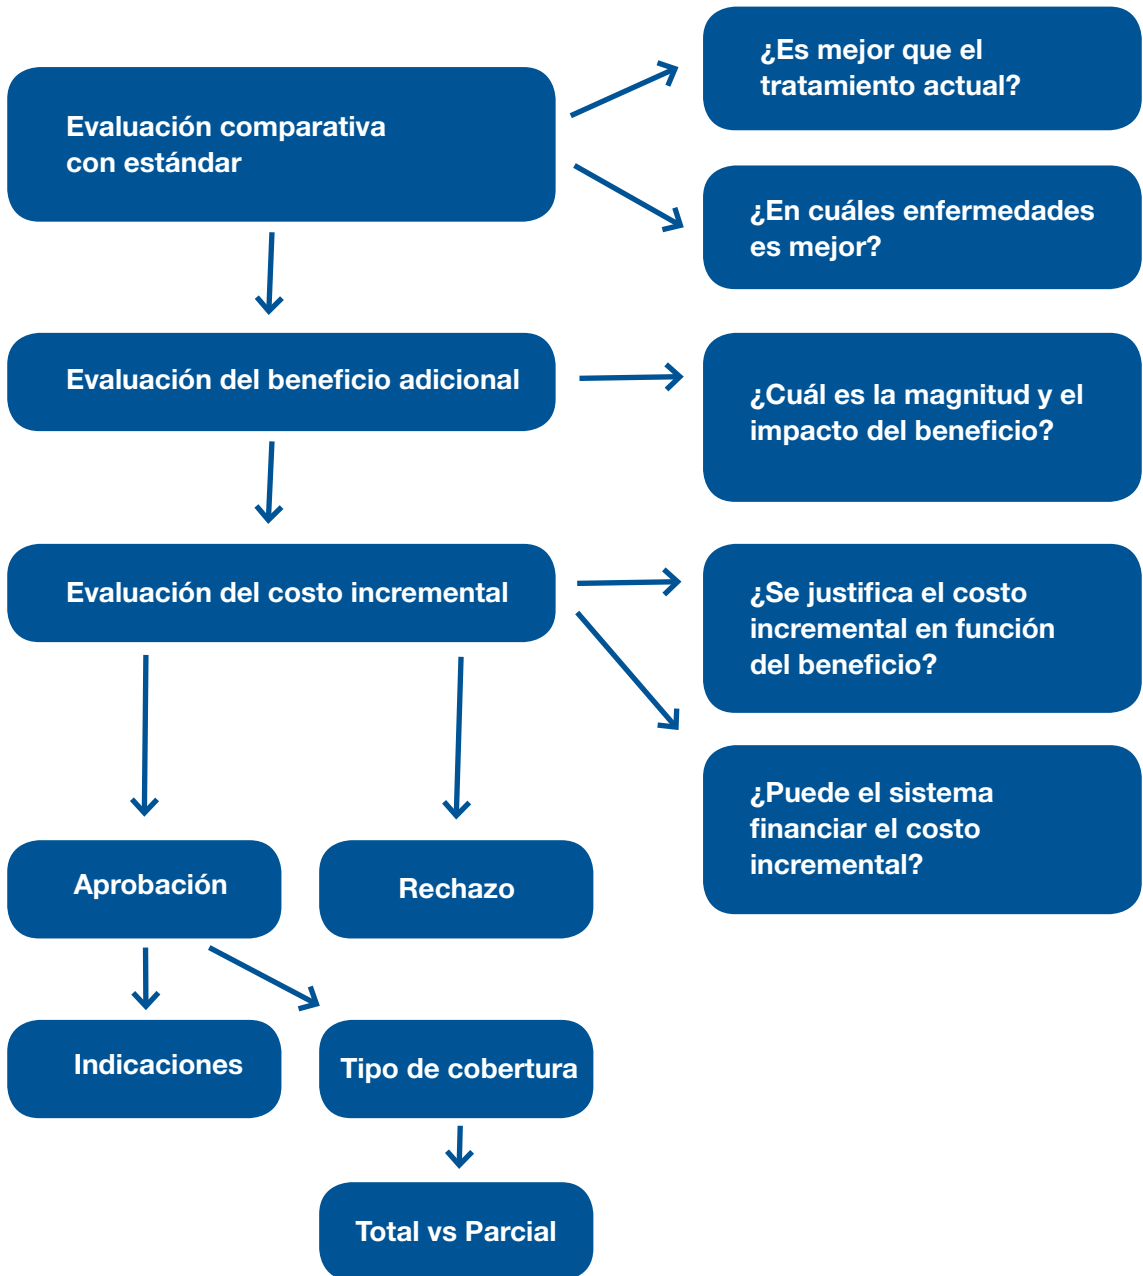 ¿Es mejor que el
tratamiento actual?
Evaluación comparativa
con estándar
¿En cuáles enfermedades
es mejor?
Evaluación del beneficio adicional
¿Cuál es la magnitud y el
impacto del beneficio?
Evaluación del costo incremental
¿Se justifica el costo
incremental en función
del beneficio?
¿Puede el sistema
financiar el costo
incremental?
Aprobación
Rechazo
Indicaciones
Tipo de cobertura
Total vs Parcial